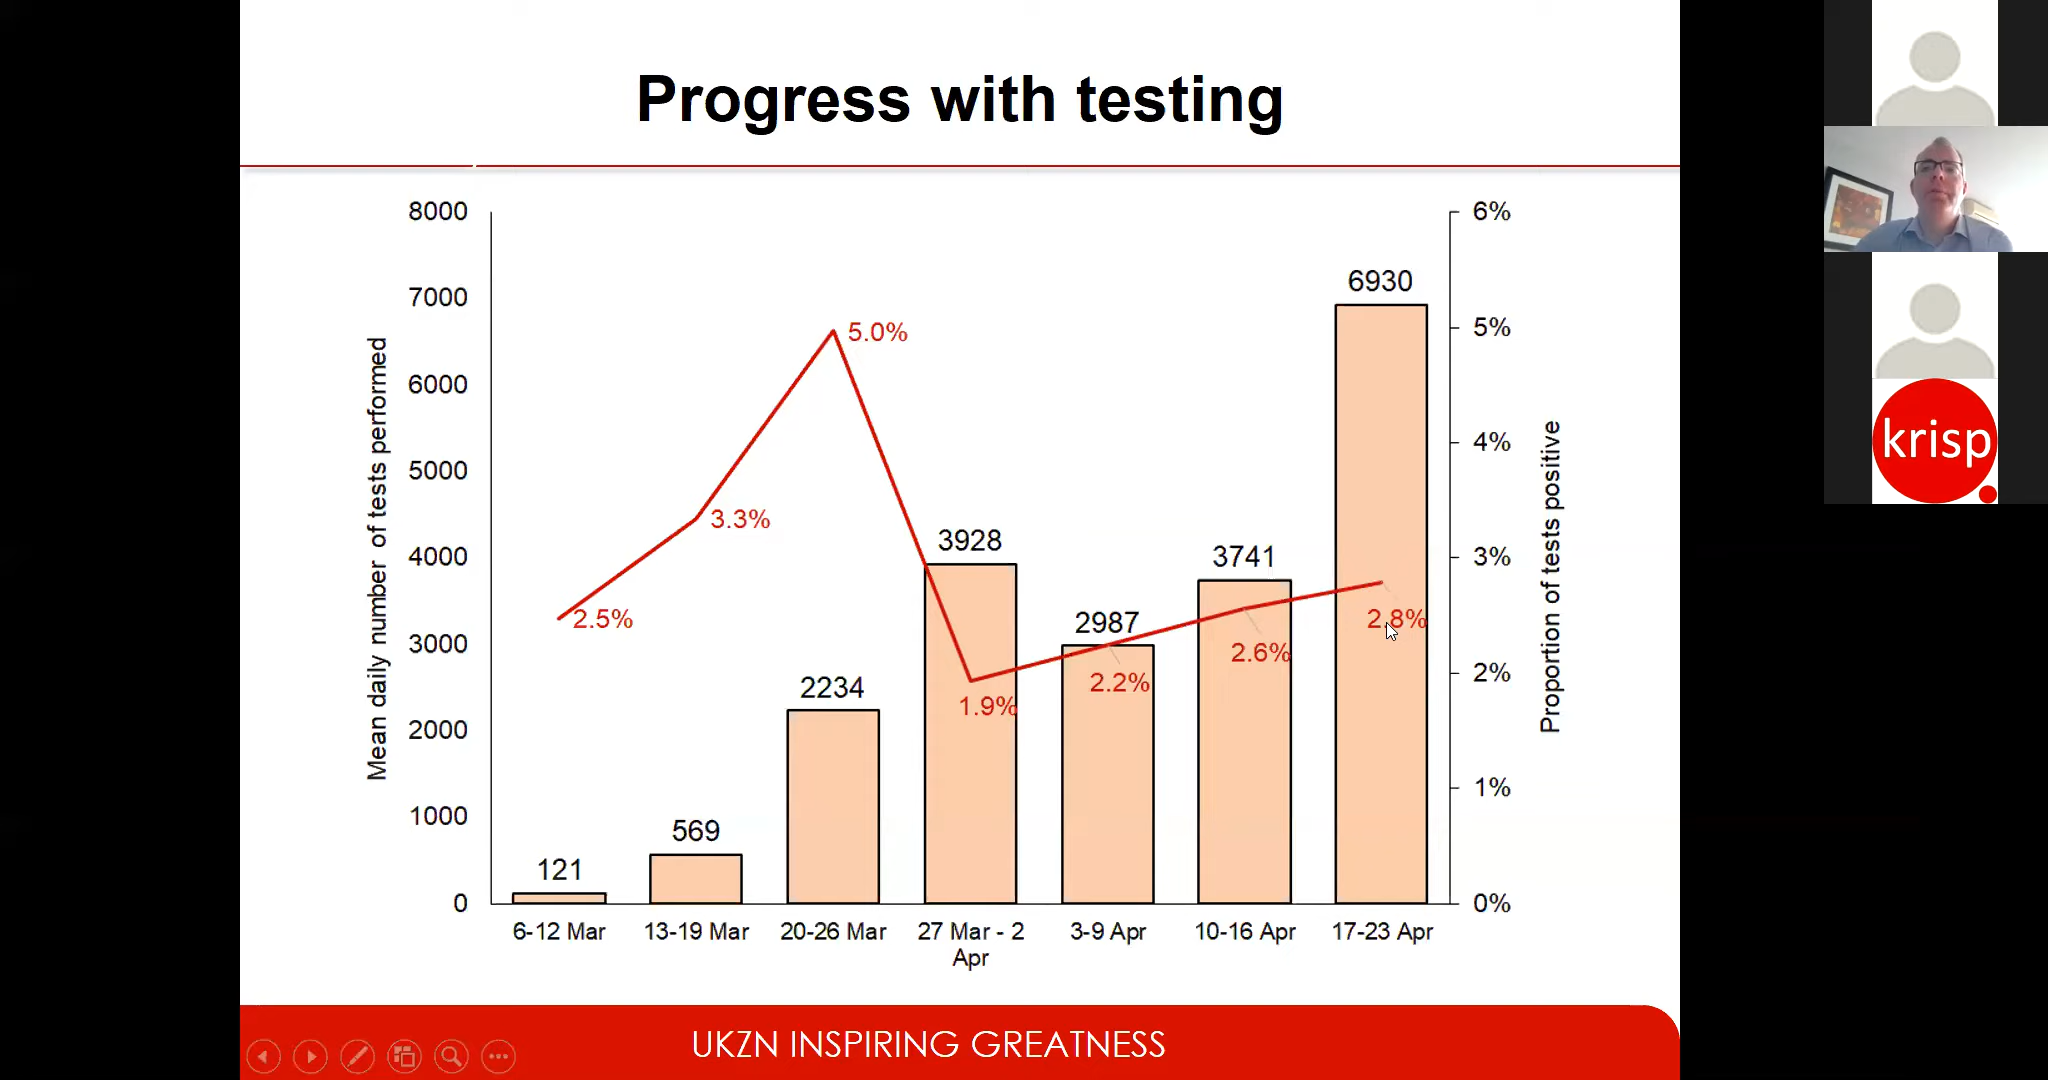 Progress with testing
8000
7000
6000
5000
4000
3000
2000
1000
0
Mean daily number of tests performed
6%
5%
4%
3%
2%
1%
0%
Proportion of tests positive
121
569
2234
3928
2987
3741
6930
2.5%
3.3%
5.0%
1.9%
2.2%
2.6%
2.8%
6-12 Mar
13-19 Mar
20-26 Mar
27 Mar - 2
Apr
3-9 Apr
10-16 Apr
17-23 Apr
UKZN INSPIRING GREATNESS
krisp